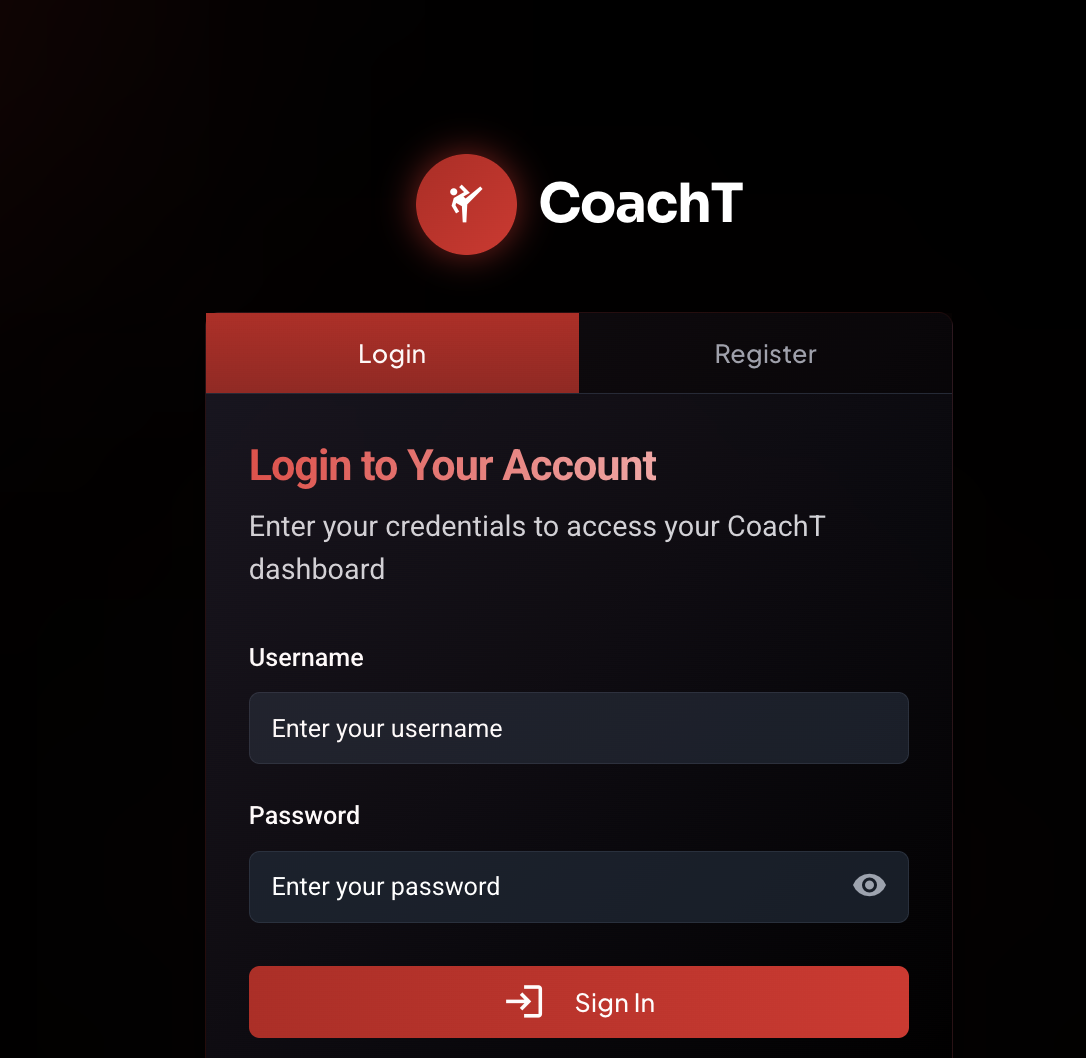 CoachT
Login
Register
Login to Your Account
Enter your credentials to access your CoachT
dashboard
Username
Enter your username
Password
Enter your password
Sign In